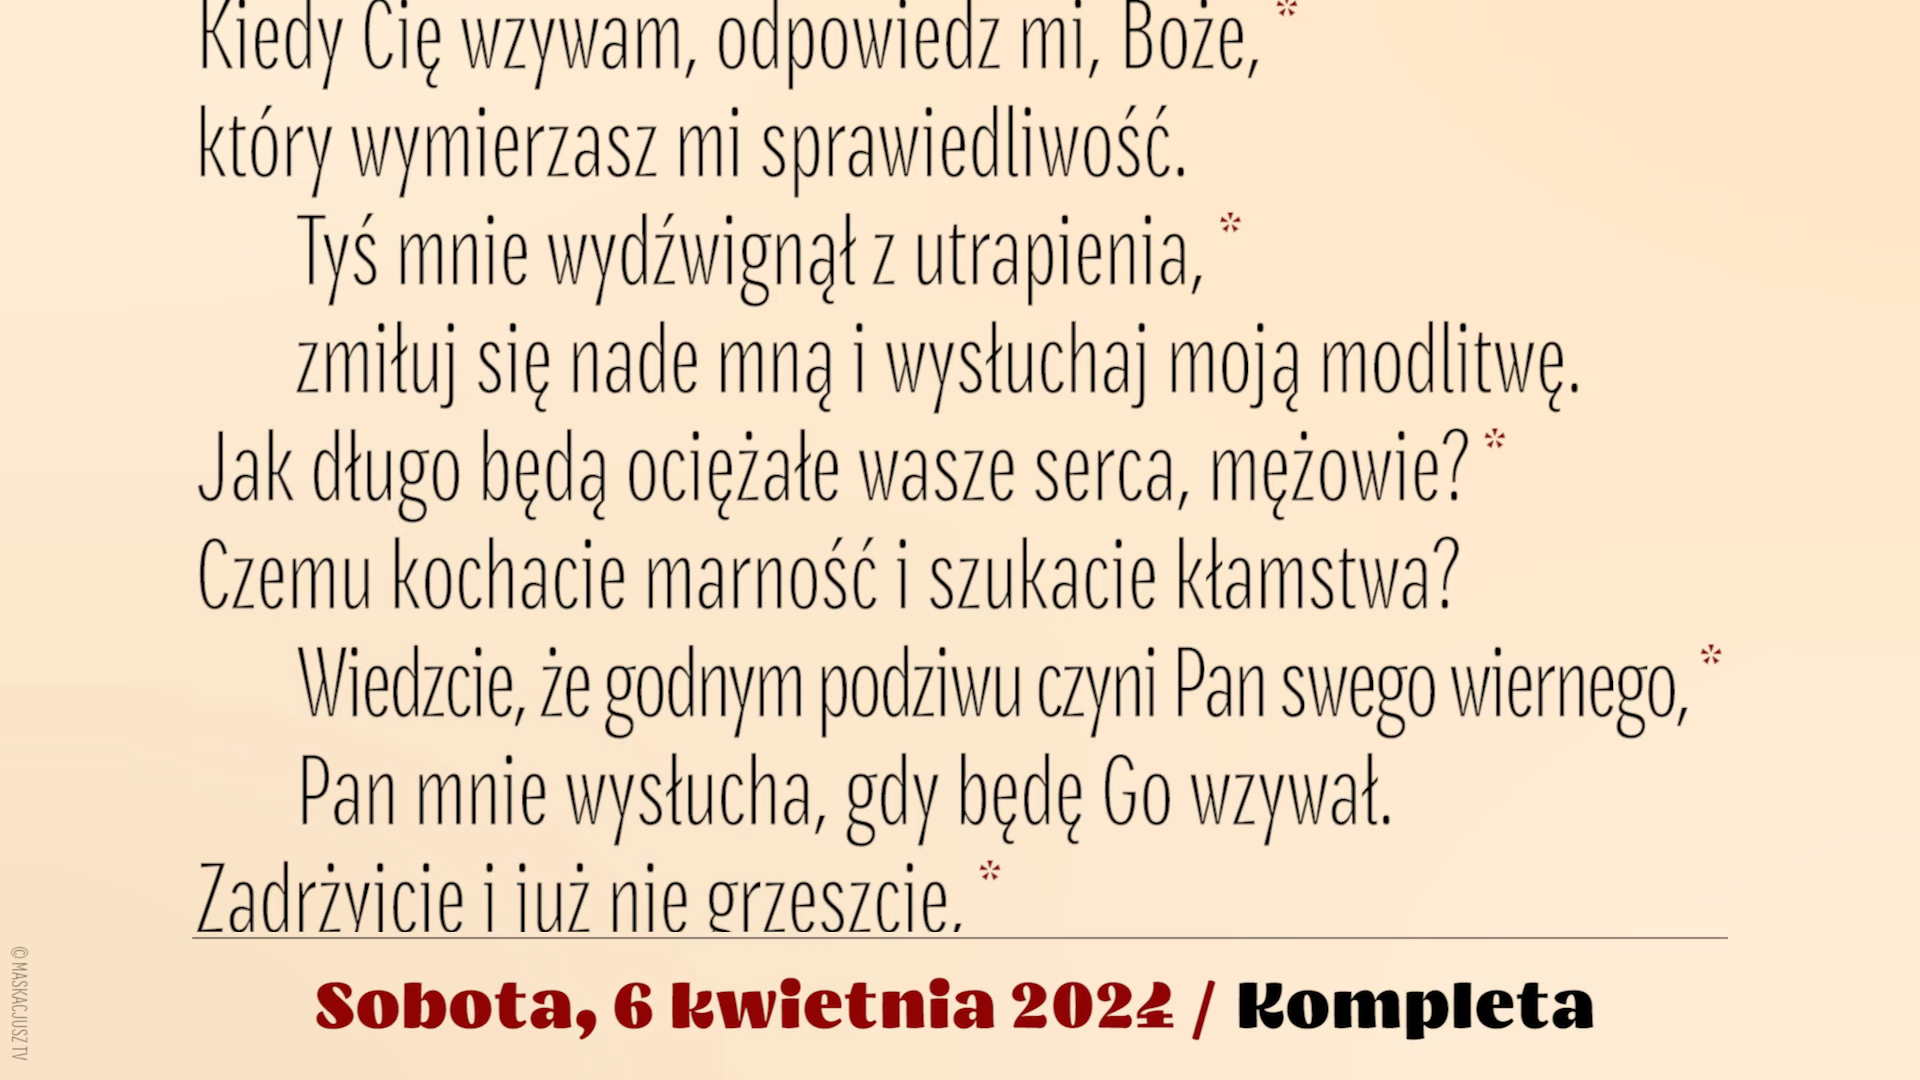 Kiedy Cię wzywam, odpowiedz mi, Boże, *
który wymierzasz mi sprawiedliwość.
Tyś mnie wydźwignął z utrapienia, *
zmiłuj się nade mną i wysłuchaj moją modlitwę.
Jak długo będą ociężałe wasze serca, mężowie? *
Czemu kochacie marność i szukacie kłamstwa?
Wiedzcie, że godnym podziwu czyni Pan swego wiernego, *
Pan mnie wysłucha, gdy będę Go wzywał.
Zadrżyjcie i już nie grzeszcie, *
Sobota, 6 kwietnia 2024 / Kompleta
© MASKACJUSZ TV